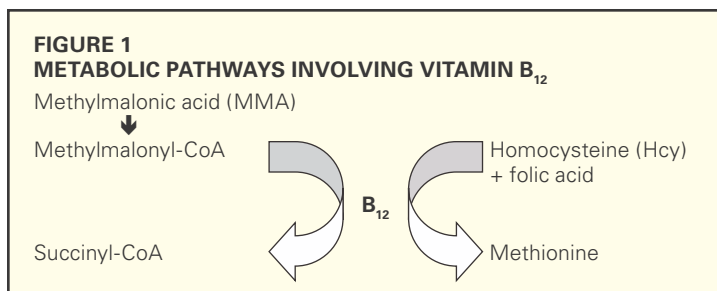 FIGURE 1
METABOLIC PATHWAYS INVOLVING VITAMIN B₁₂
Methylmalonic acid (MMA)
Methylmalonyl-CoA
Homocysteine (Hcy)
+ folic acid
B₁₂
Succinyl-CoA
Methionine